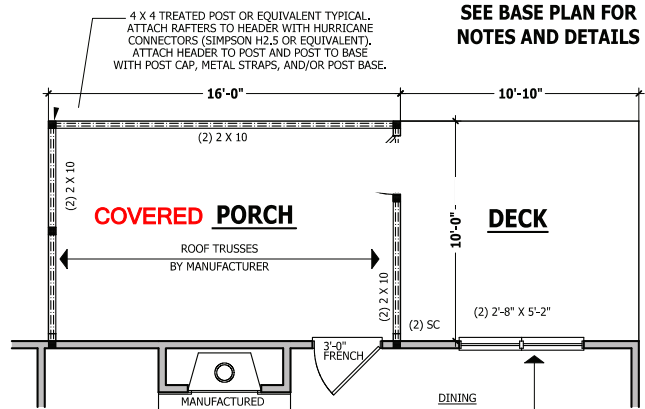 4 X 4 TREATED POST OR EQUIVALENT TYPICAL.
ATTACH RAFTERS TO HEADER WITH HURRICANE
CONNECTORS (SIMPSON H2.5 OR EQUIVALENT).
ATTACH HEADER TO POST AND POST TO BASE
WITH POST CAP, METAL STRAPS, AND/OR POST BASE.
SEE BASE PLAN FOR
NOTES AND DETAILS
16'-0"
10'-10"
(2) 2 X 10
(2) 2 X 10
COVERED PORCH
DECK
10'-0"
ROOF TRUSSES
BY MANUFACTURER
(2) 2 X 10
(2) 2'-8" X 5'-2"
(2) SC
3'-0"
FRENCH
MANUFACTURED
DINING